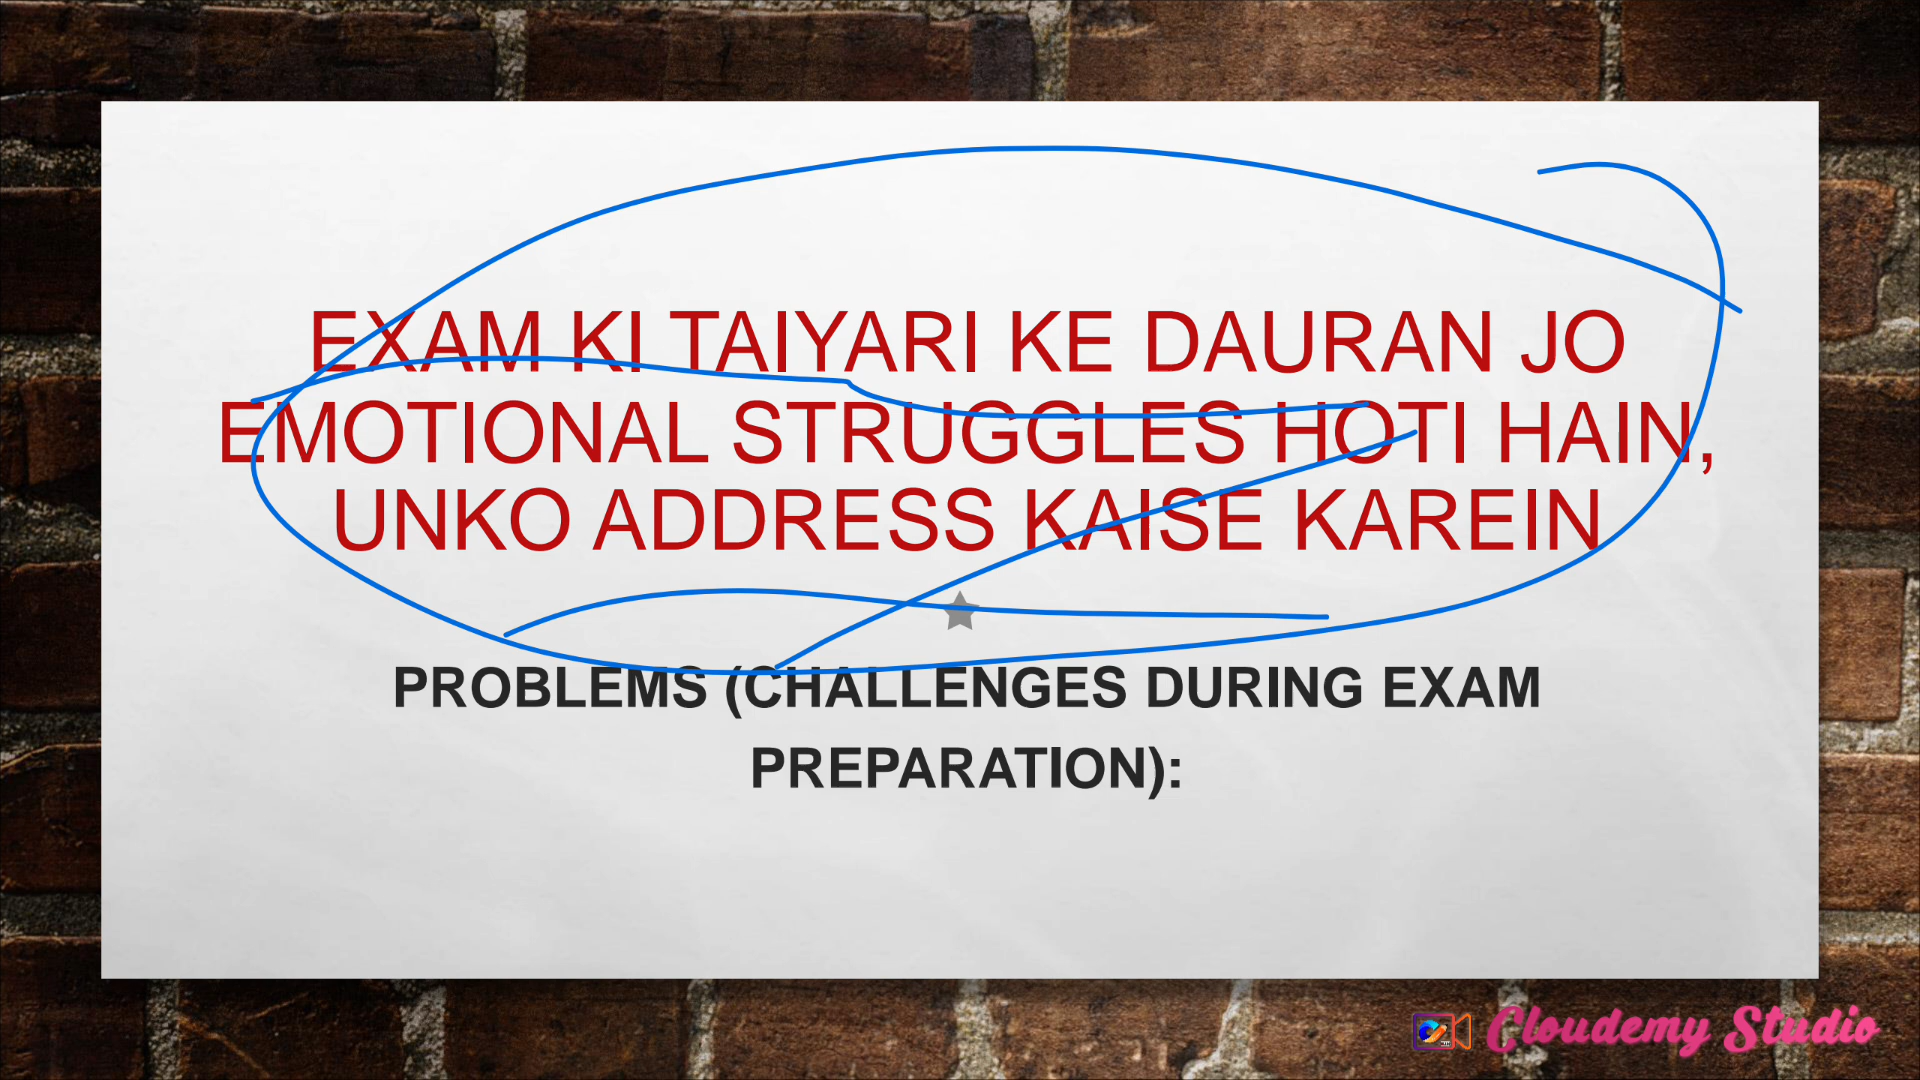 EXAM KI TAIYARI KE DAURAN JO
EMOTIONAL STRUGGLES HOTI HAIN,
UNKO ADDRESS KAISE KAREIN
PROBLEMS (CHALLENGES DURING EXAM
PREPARATION):
Cloudemy Studio